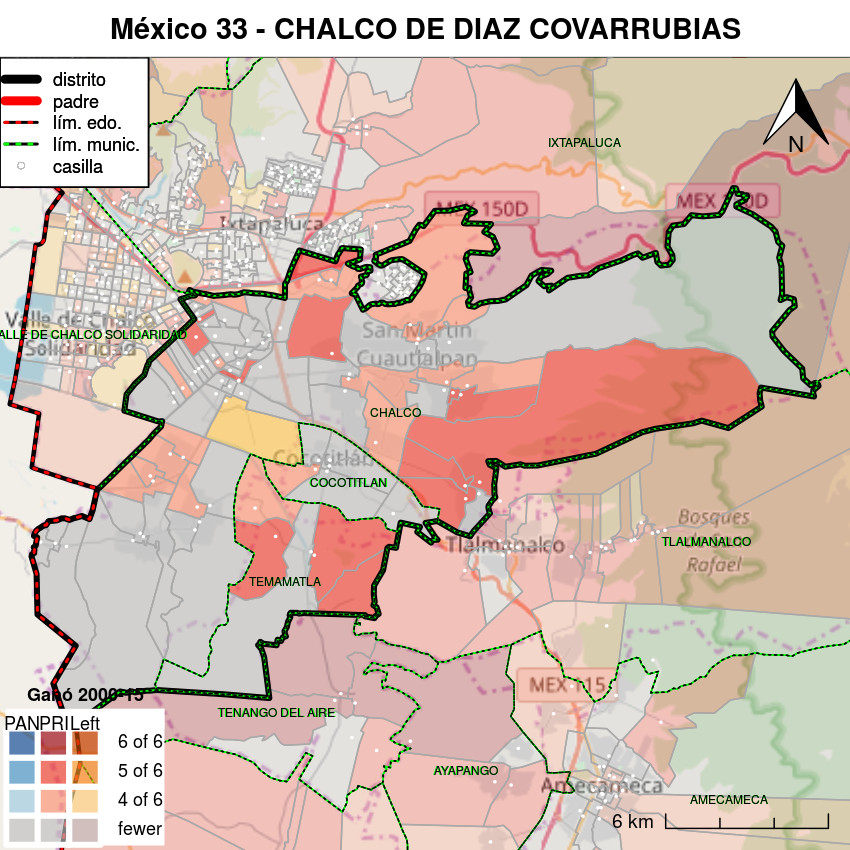 México 33 - CHALCO DE DIAZ COVARRUBIAS
distrito
padre
lím. edo.
lím. munic.
casilla
N
IXTAPALUCA
MEX 150D
MEX 150D
Ixtapaluca
Valle de Chalco
Solidaridad
VALLE DE CHALCO SOLIDARIDAD
San Martín
Cuautlalpan
CHALCO
Cocotitlán
COCOTITLAN
Tlalmanalco
TLALMANALCO
Bosques
Rafael
TEMAMATLA
MEX 115
TENANGO DEL AIRE
AYAPANGO
Amecameca
AMECAMECA
Ganó 2000-15
PAN PRI Left
6 of 6
5 of 6
4 of 6
fewer
6 km